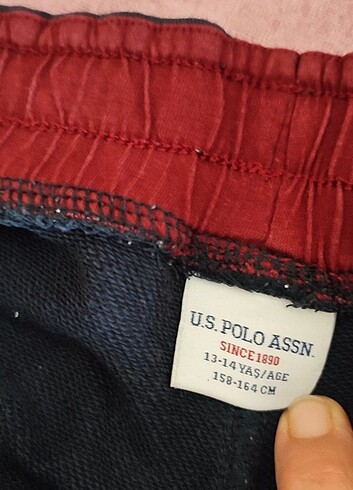 U.S. POLO ASSN.
SINCE 1890
13-14 YAŞ/AGE
158-164 CM